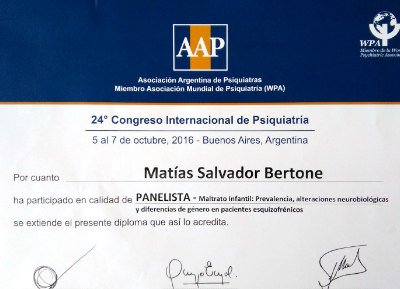 AAP
WPA
Miembro de la
Asociación Argentina de Psiquiatras
Miembro Asociación Mundial de Psiquiatría (WPA)
24° Congreso Internacional de Psiquiatría
5 al 7 de octubre, 2016 - Buenos Aires, Argentina
Por cuanto Matías Salvador Bertone
ha participado en calidad de PANELISTA - Maltrato Infantil: Prevalencia, alteraciones neurobiológicas
y diferencias de género en pacientes esquizofrénicos
se extiende el presente diploma que así lo acredita.